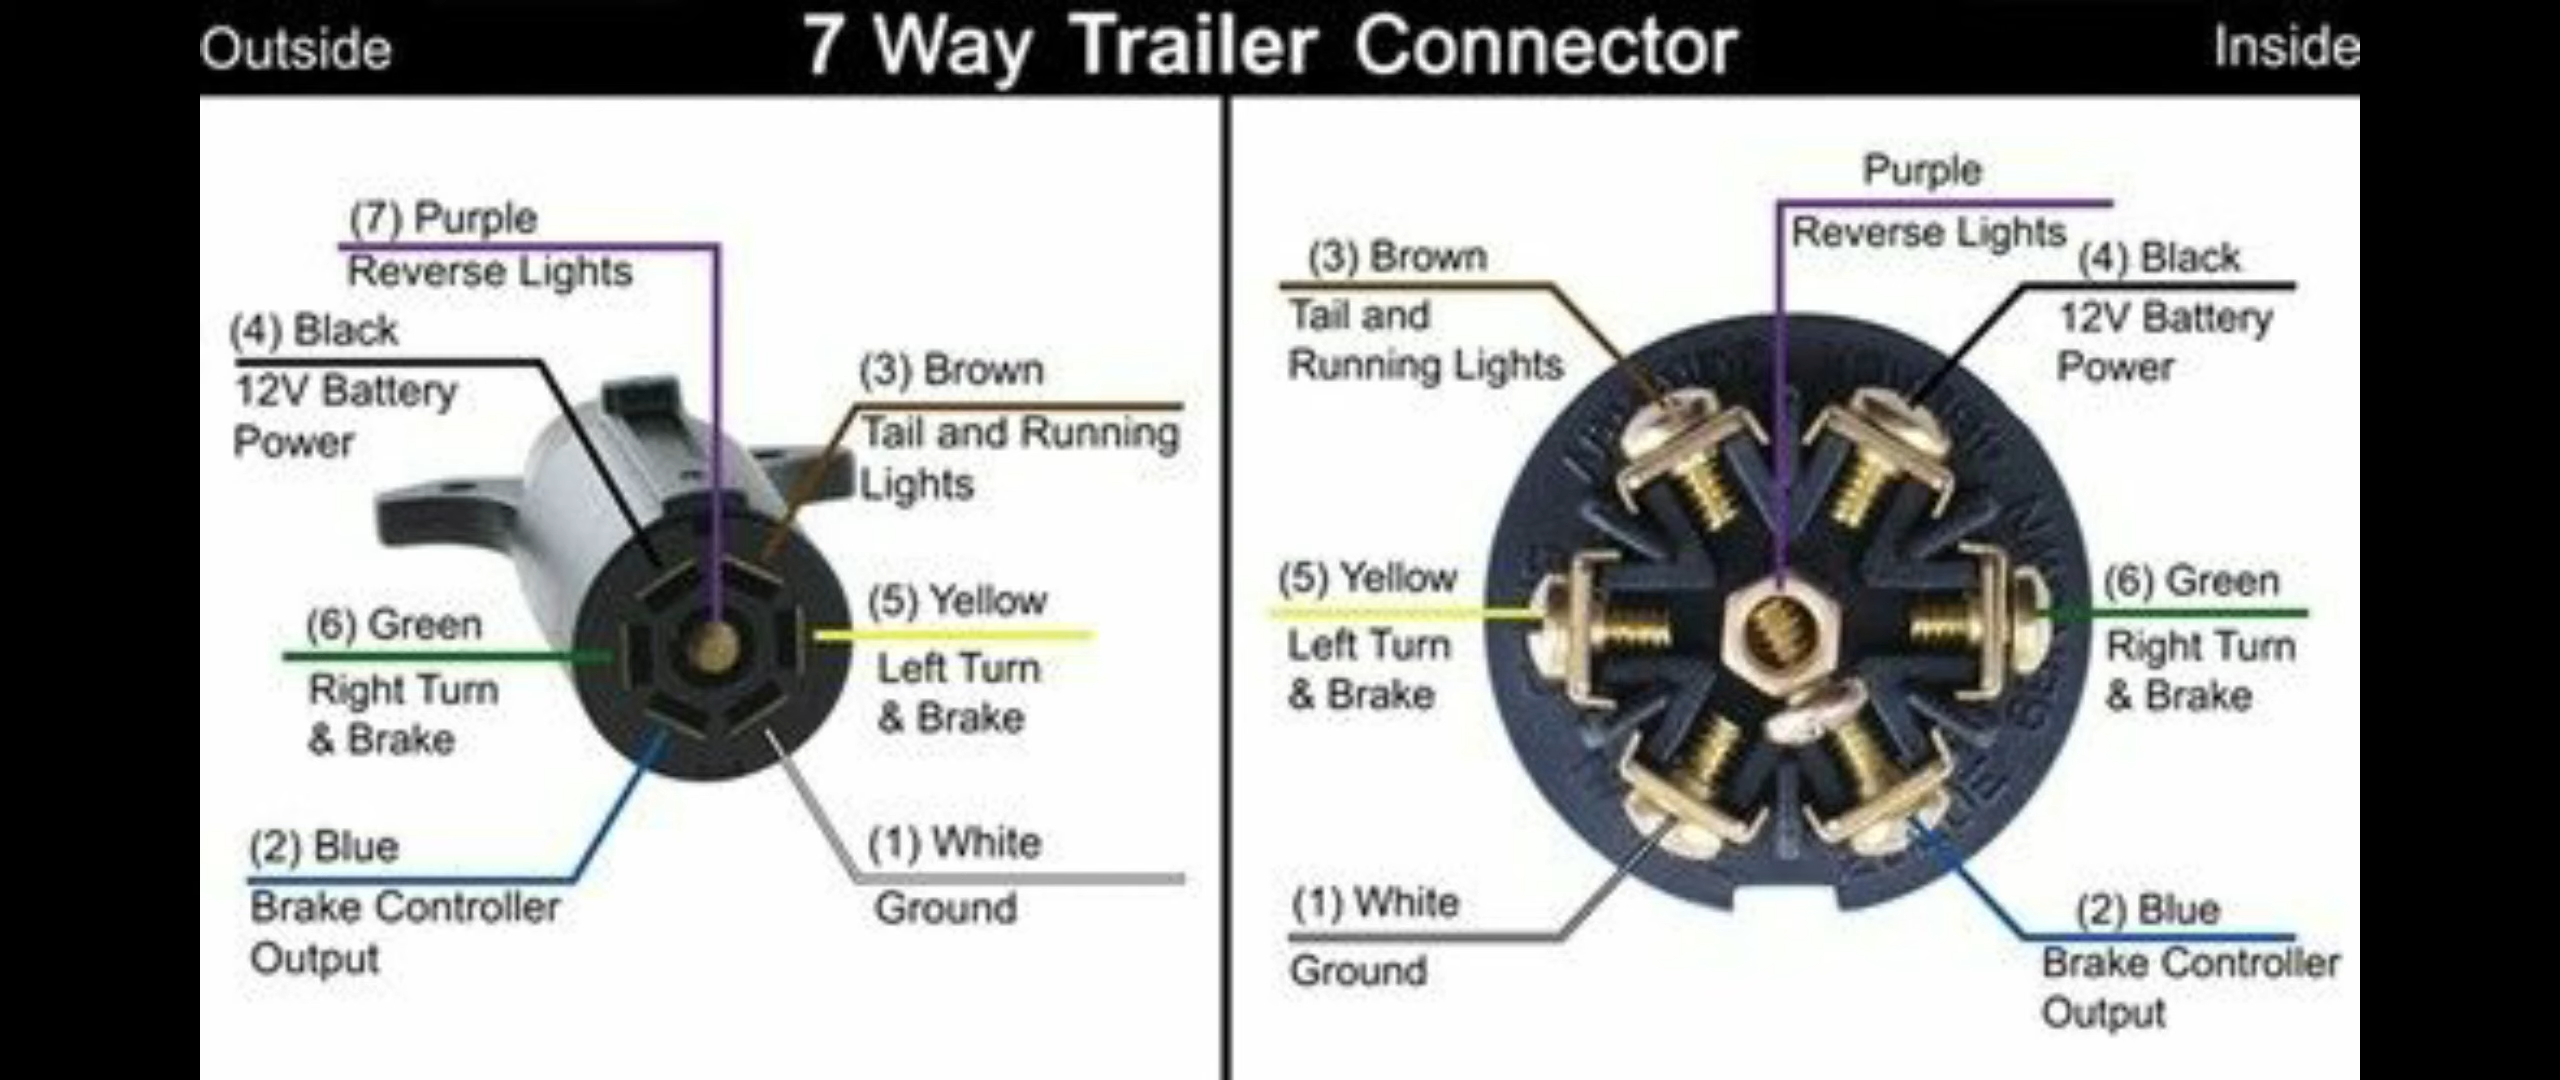 Outside
7 Way Trailer Connector
Inside
(7) Purple
Reverse Lights
(4) Black
12V Battery
Power
(3) Brown
Tail and Running
Lights
(6) Green
Right Turn
& Brake
(5) Yellow
Left Turn
& Brake
(2) Blue
Brake Controller
Output
(1) White
Ground
Purple
Reverse Lights
(3) Brown
Tail and
Running Lights
(4) Black
12V Battery
Power
(5) Yellow
Left Turn
& Brake
(6) Green
Right Turn
& Brake
(1) White
Ground
(2) Blue
Brake Controller
Output